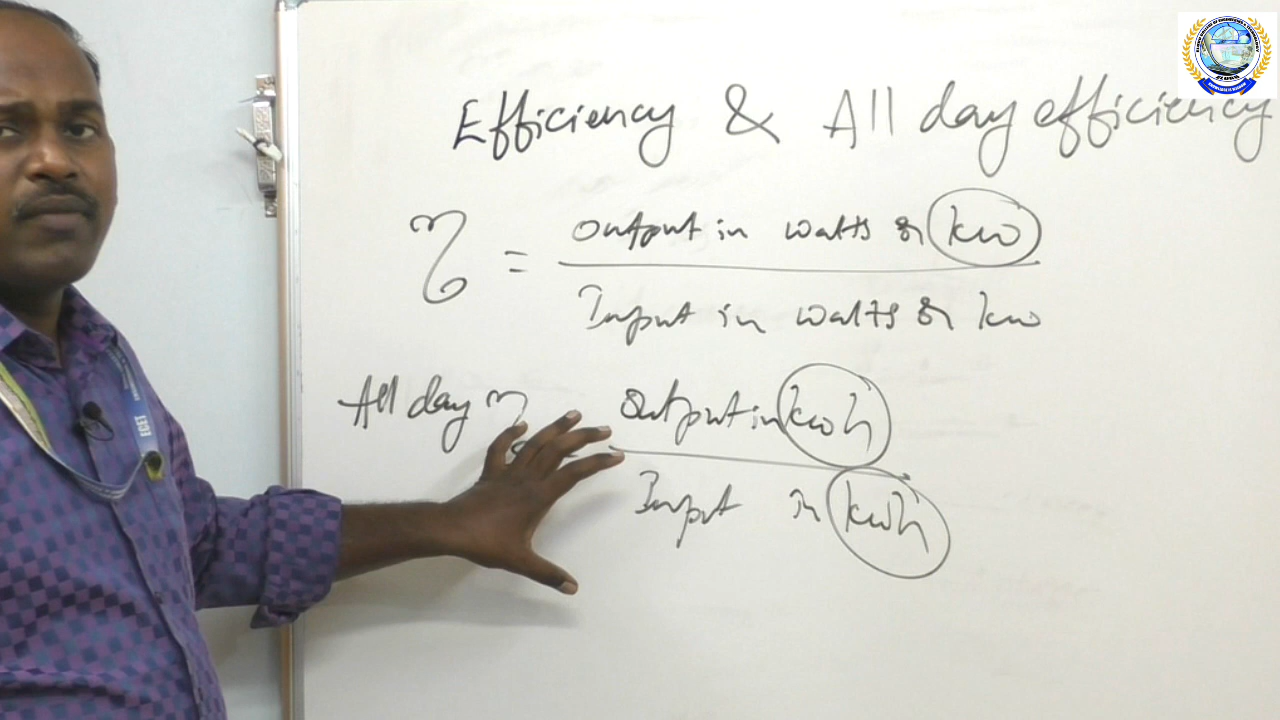 Efficiency & All day efficiency
η = Output in watts or kw
Input in watts or kw
All day η Output in kwh
Input in kwh
ECET